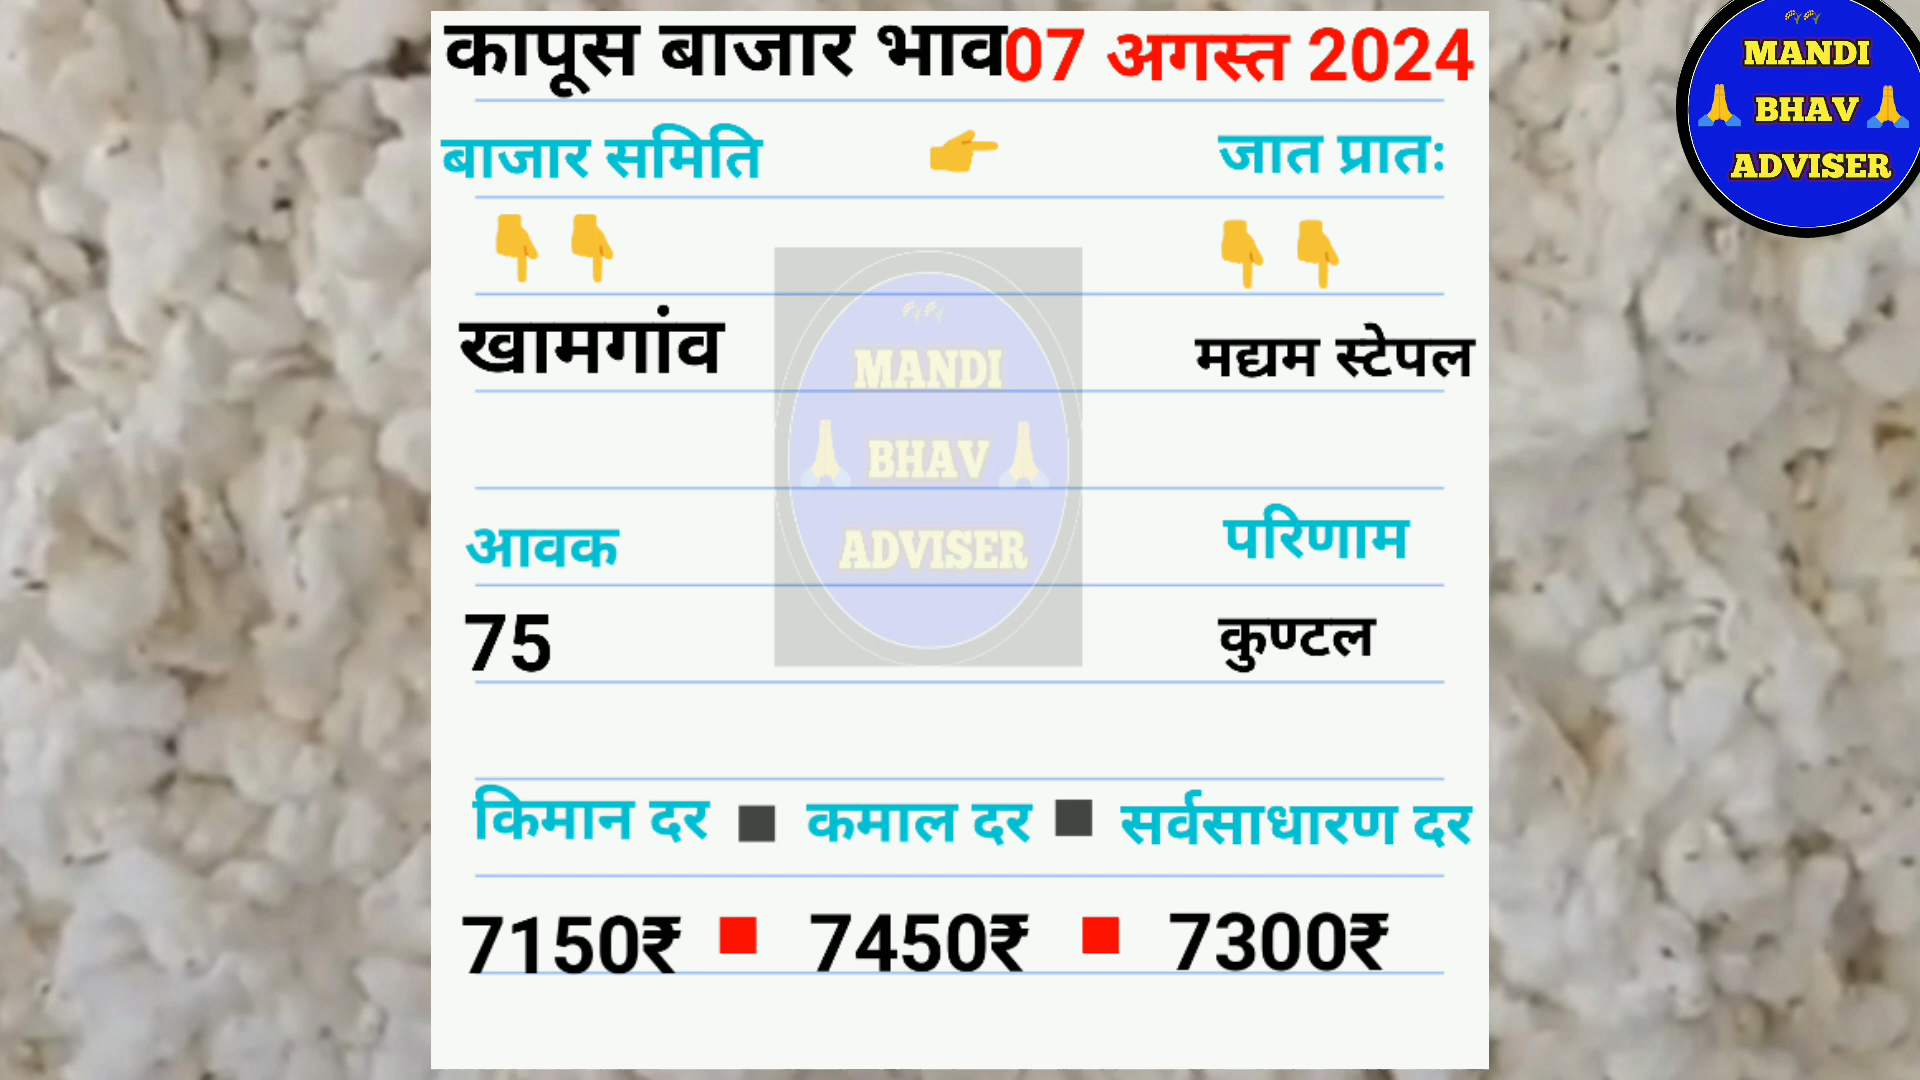 कापूस बाजार भाव 07 अगस्त 2024
MANDI
BHAV
ADVISER
बाजार समिति 👉 जात प्रातः
👇 👇 👇 👇
खामगांव मद्यम स्टेपल
MANDI
BHAV
ADVISER
आवक परिणाम
75 कुण्टल
किमान दर ◼ कमाल दर ◼ सर्वसाधारण दर
7150₹ 7450₹ 7300₹